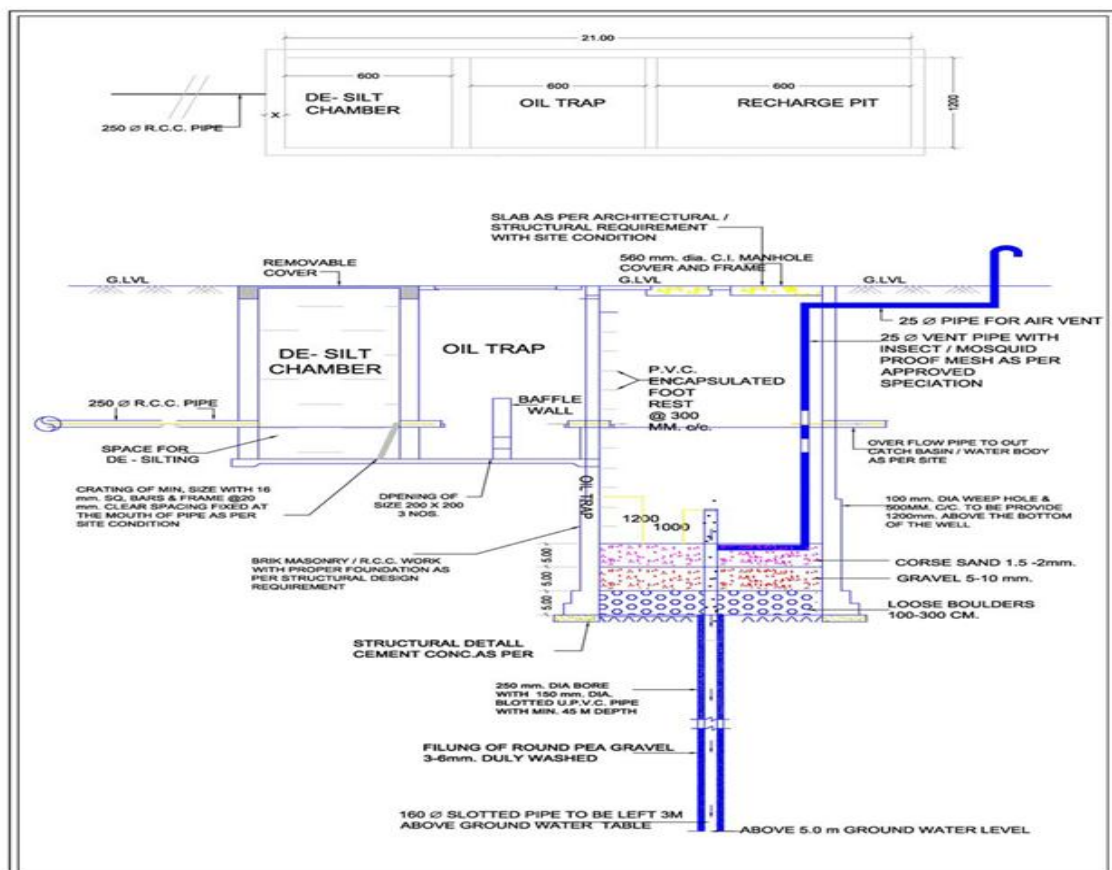 21.00
600
600
600
DE- SILT
CHAMBER
OIL TRAP
RECHARGE PIT
1200
X
250 Ø R.C.C. PIPE
SLAB AS PER ARCHITECTURAL /
STRUCTURAL REQUIREMENT
WITH SITE CONDITION
REMOVABLE
COVER
560 mm. dia. C.I. MANHOLE
COVER AND FRAME
G.LVL
G.LVL
G.LVL
25 Ø PIPE FOR AIR VENT
25 Ø VENT PIPE WITH
INSECT / MOSQUID
PROOF MESH AS PER
APPROVED
SPECIATION
DE- SILT
CHAMBER
OIL TRAP
P.V.C.
ENCAPSULATED
FOOT
REST
@ 300
MM. c/c.
BAFFLE
WALL
250 Ø R.C.C. PIPE
SPACE FOR
DE - SILTING
OVER FLOW PIPE TO OUT
CATCH BASIN / WATER BODY
AS PER SITE
CRATING OF MIN, SIZE WITH 16
mm. SQ, BARS & FRAME @20
mm. CLEAR SPACING FIXED AT
THE MOUTH OF PIPE AS PER
SITE CONDITION
DPENING OF
SIZE 200 X 200
3 NOS.
OIL TRAP
1200
1000
100 mm. DIA WEEP HOLE &
500MM. C/C. TO BE PROVIDE
1200mm. ABOVE THE BOTTOM
OF THE WELL
BRIK MASONRY / R.C.C. WORK
WITH PROPER FOUNDATION AS
PER STRUCTURAL DESIGN
REQUIREMENT
5.00
5.00
5.00
CORSE SAND 1.5 -2mm.
GRAVEL 5-10 mm.
LOOSE BOULDERS
100-300 CM.
STRUCTURAL DETALL
CEMENT CONC.AS PER
250 mm. DIA BORE
WITH 150 mm. DIA.
BLOTTED U.P.V.C. PIPE
WITH MIN. 45 M DEPTH
FILUNG OF ROUND PEA GRAVEL
3-6mm. DULY WASHED
160 Ø SLOTTED PIPE TO BE LEFT 3M
ABOVE GROUND WATER TABLE
ABOVE 5.0 m GROUND WATER LEVEL